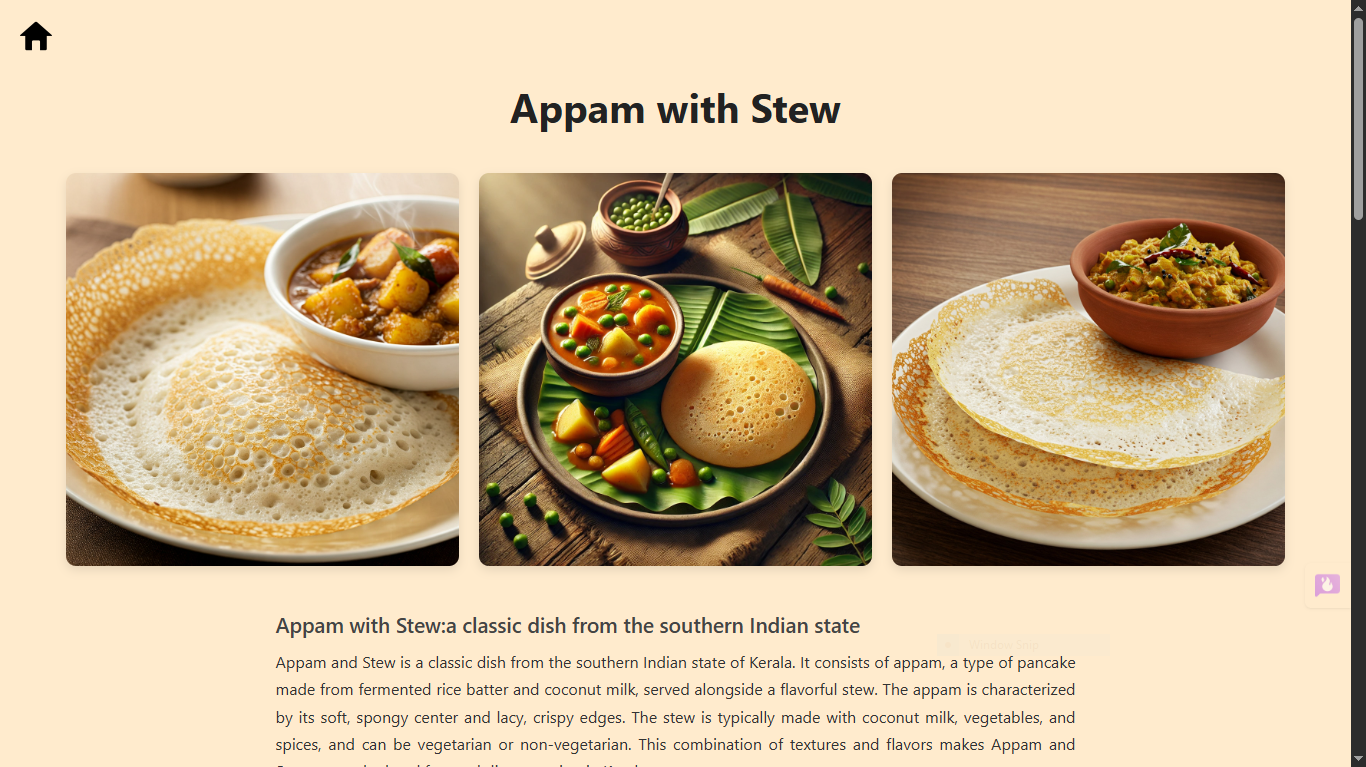 Appam with Stew
Appam with Stew:a classic dish from the southern Indian state
Appam and Stew is a classic dish from the southern Indian state of Kerala. It consists of appam, a type of pancake
made from fermented rice batter and coconut milk, served alongside a flavorful stew. The appam is characterized
by its soft, spongy center and lacy, crispy edges. The stew is typically made with coconut milk, vegetables, and
spices, and can be vegetarian or non-vegetarian. This combination of textures and flavors makes Appam and